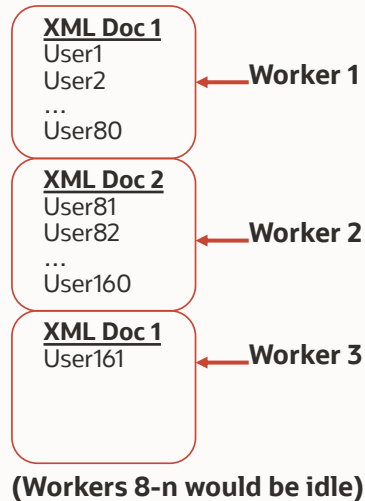 XML Doc 1
User1
User2
Worker 1
...
User80
XML Doc 2
User81
User82
Worker 2
...
User160
XML Doc 1
User161
Worker 3
(Workers 8-n would be idle)